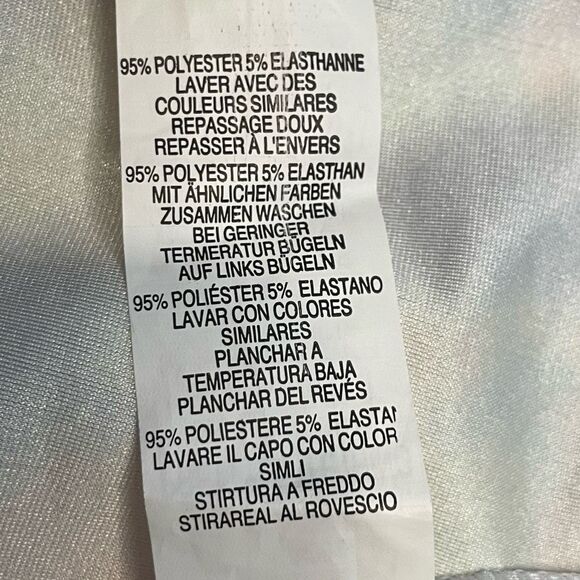 95% POLYESTER 5% ELASTHANNE
LAVER AVEC DES
COULEURS SIMILARES
REPASSAGE DOUX
REPASSER À L'ENVERS
95% POLYESTER 5% ELASTHAN
MIT ÄHNLICHEN FARBEN
ZUSAMMEN WASCHEN
BEI GERINGER
TERMERATUR BÜGELN
AUF LINKS BÜGELN
95% POLIÉSTER 5% ELASTANO
LAVAR CON COLORES
SIMILARES
PLANCHAR A
TEMPERATURA BAJA
PLANCHAR DEL REVÉS
95% POLIESTERE 5%
LAVARE IL CAPO CON COLOR
SIMLI
STIRTURA A FREDDO
STIRAREAL AL ROVESCIO